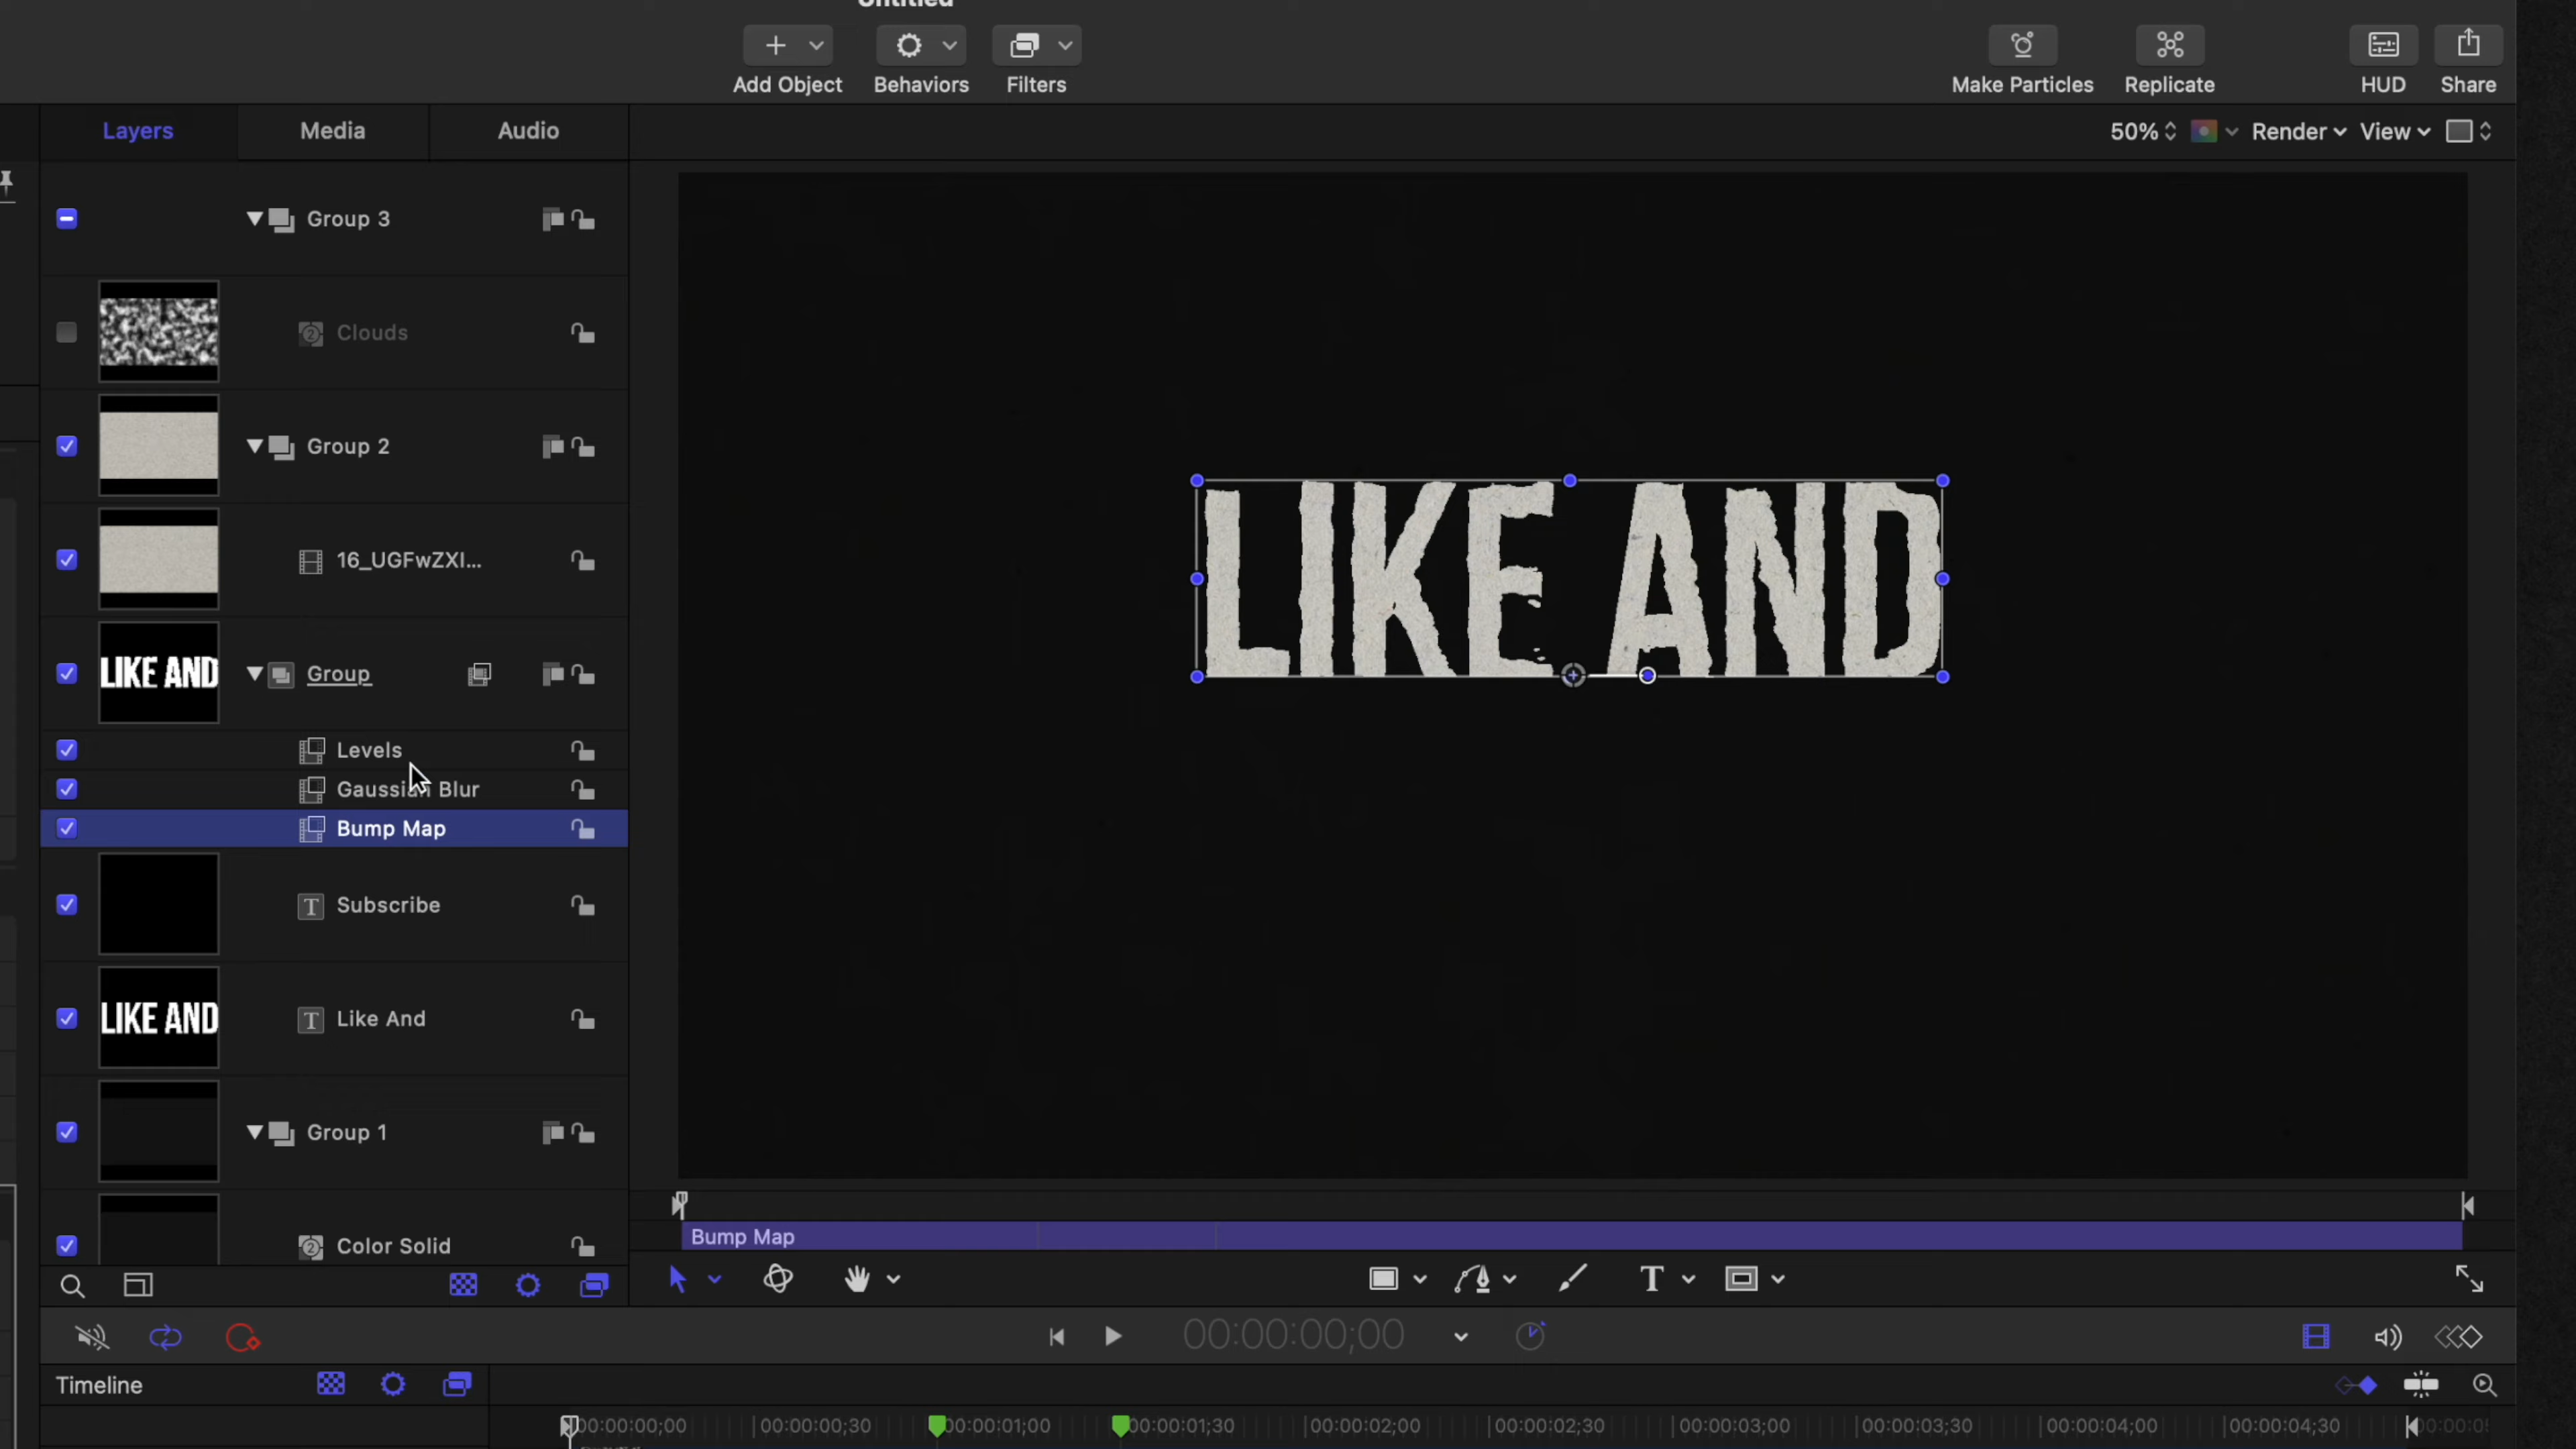 Untitled
Add Object
Behaviors
Filters
Make Particles
Replicate
HUD
Share
Layers
Media
Audio
50%
Render
View
Group 3
Clouds
Group 2
16_UGFwZXI...
LIKE AND
Group
Levels
Gaussian Blur
Bump Map
Subscribe
LIKE AND
Like And
Group 1
Color Solid
LIKE AND
Bump Map
T
00:00:00;00
Timeline
00:00:00;00
00:00:00;30
00:00:01;00
00:00:01;30
00:00:02;00
00:00:02;30
00:00:03;00
00:00:03;30
00:00:04;00
00:00:04;30